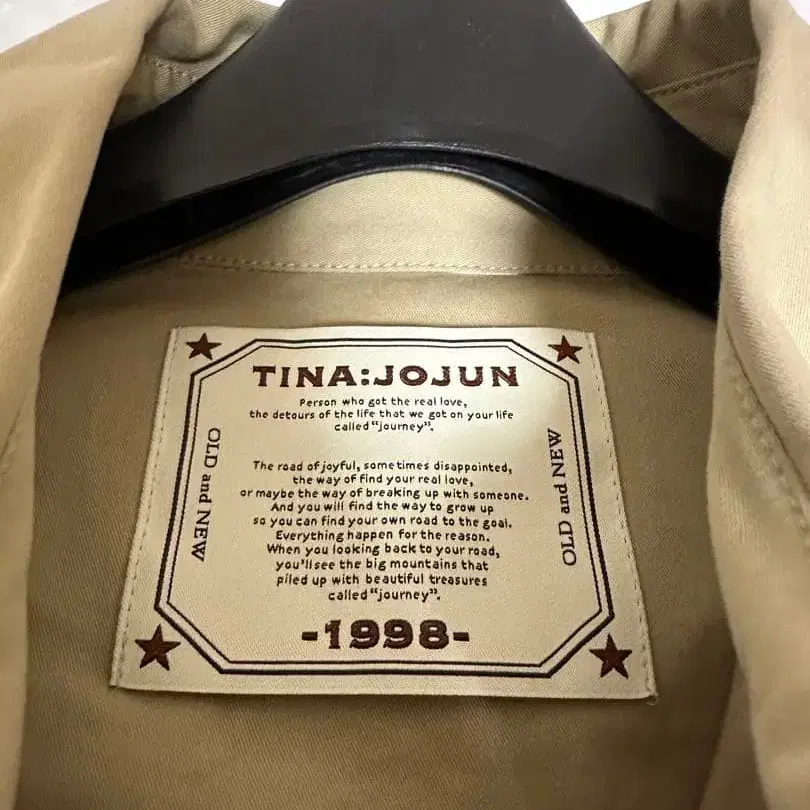 TINA:JOJUN
Person who got the real love,
the detours of the life that we got on your life
called "journey".
The road of joyful, sometimes disappointed,
the way of find your real love,
or maybe the way of breaking up with someone.
And you will find the way to grow up
so you can find your own road to the goal.
Everything happen for the reason.
When you looking back to your road,
you'll see the big mountains that
piled up with beautiful treasures
called "journey".
-1998-
OLD and NEW
OLD and NEW